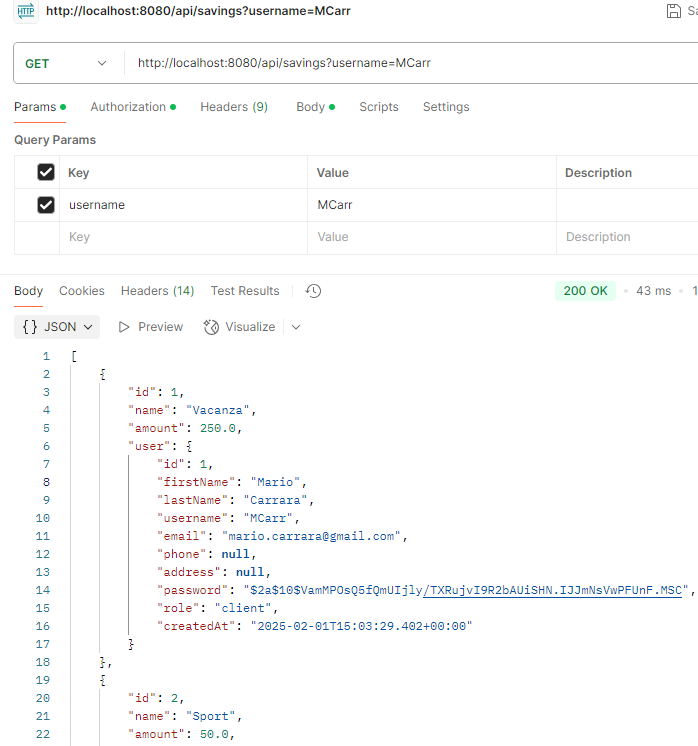 HTTP http://localhost:8080/api/savings?username=MCarr
GET http://localhost:8080/api/savings?username=MCarr
Params Authorization Headers (9) Body Scripts Settings
Query Params
Key Value Description
username MCarr
Key Value Description
Body Cookies Headers (14) Test Results 200 OK 43 ms
{} JSON Preview Visualize
1 [
2 {
3 "id": 1,
4 "name": "Vacanza",
5 "amount": 250.0,
6 "user": {
7 "id": 1,
8 "firstName": "Mario",
9 "lastName": "Carrara",
10 "username": "MCarr",
11 "email": "mario.carrara@gmail.com",
12 "phone": null,
13 "address": null,
14 "password": "$2a$10$VamMPOsQ5fQmUIjly/TXRujvI9R2bAUiSHN.IJJmNsVwPFUnF.MSC",
15 "role": "client",
16 "createdAt": "2025-02-01T15:03:29.402+00:00"
17 }
18 },
19 {
20 "id": 2,
21 "name": "Sport",
22 "amount": 50.0,